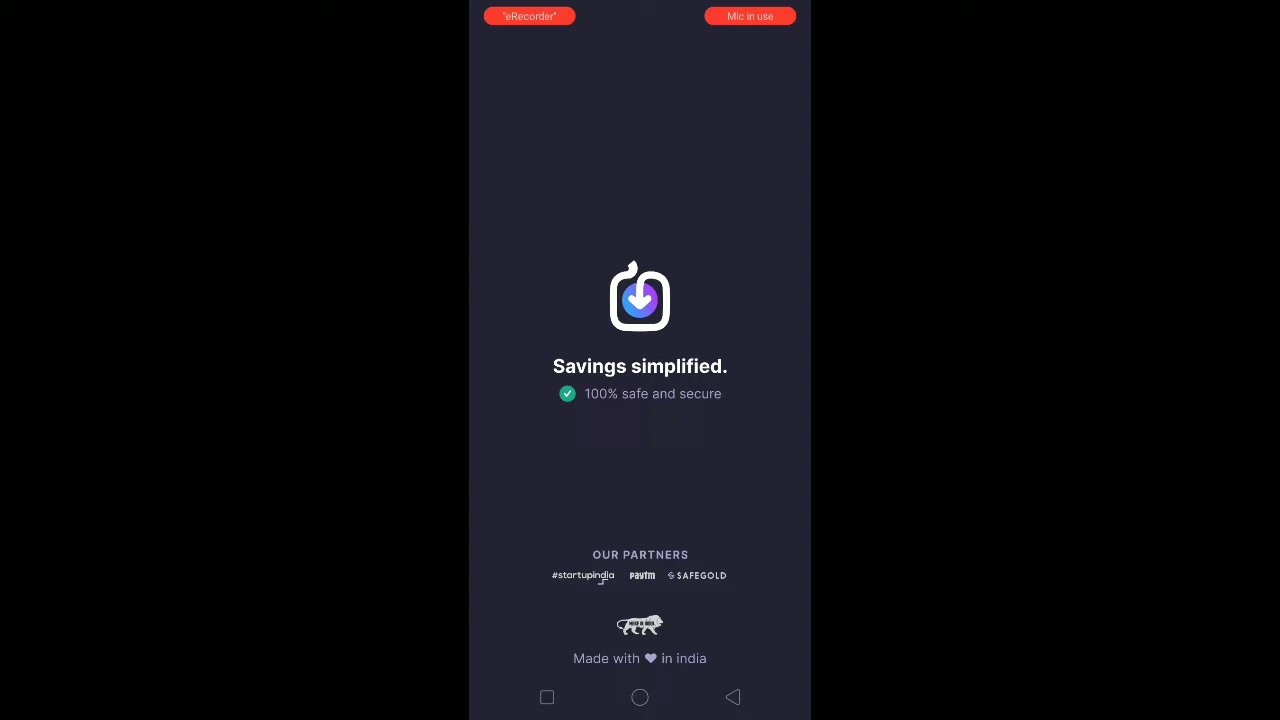 "eRecorder"
Mic in use
Savings simplified.
100% safe and secure
OUR PARTNERS
#startupindia
Paytm
SAFEGOLD
Made with in india